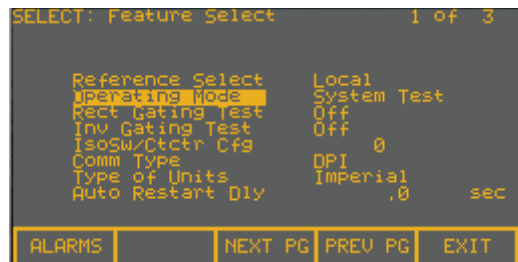 SELECT: Feature Select 1 of 3
Reference Select Local
Operating Mode System Test
Rect Gating Test Off
Inv Gating Test Off
IsoSw/Ctctr Cfg 0
Comm Type DPI
Type of Units Imperial
Auto Restart Dly .0 sec
ALARMS NEXT PG PREV PG EXIT